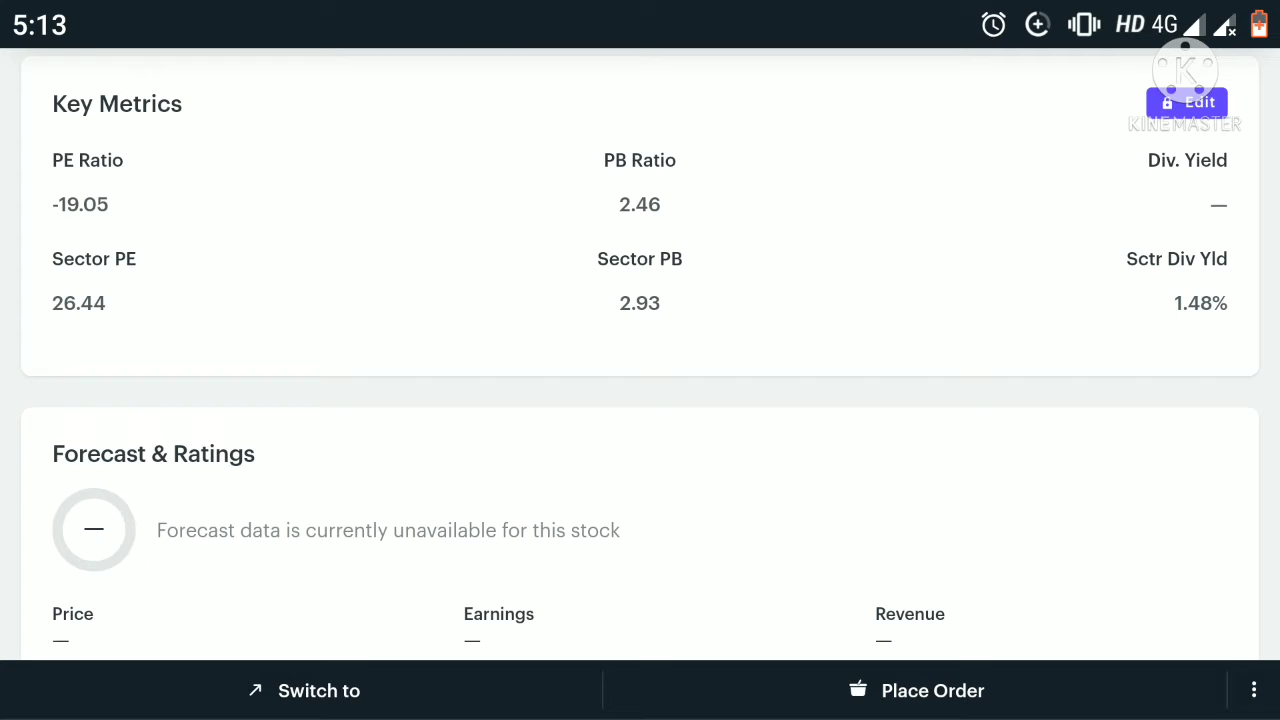 5:13
HD 4G
Key Metrics
Edit
K
KINEMASTER
PE Ratio PB Ratio Div. Yield
-19.05 2.46 —
Sector PE Sector PB Sctr Div Yld
26.44 2.93 1.48%
Forecast & Ratings
— Forecast data is currently unavailable for this stock
Price Earnings Revenue
— — —
Switch to Place Order